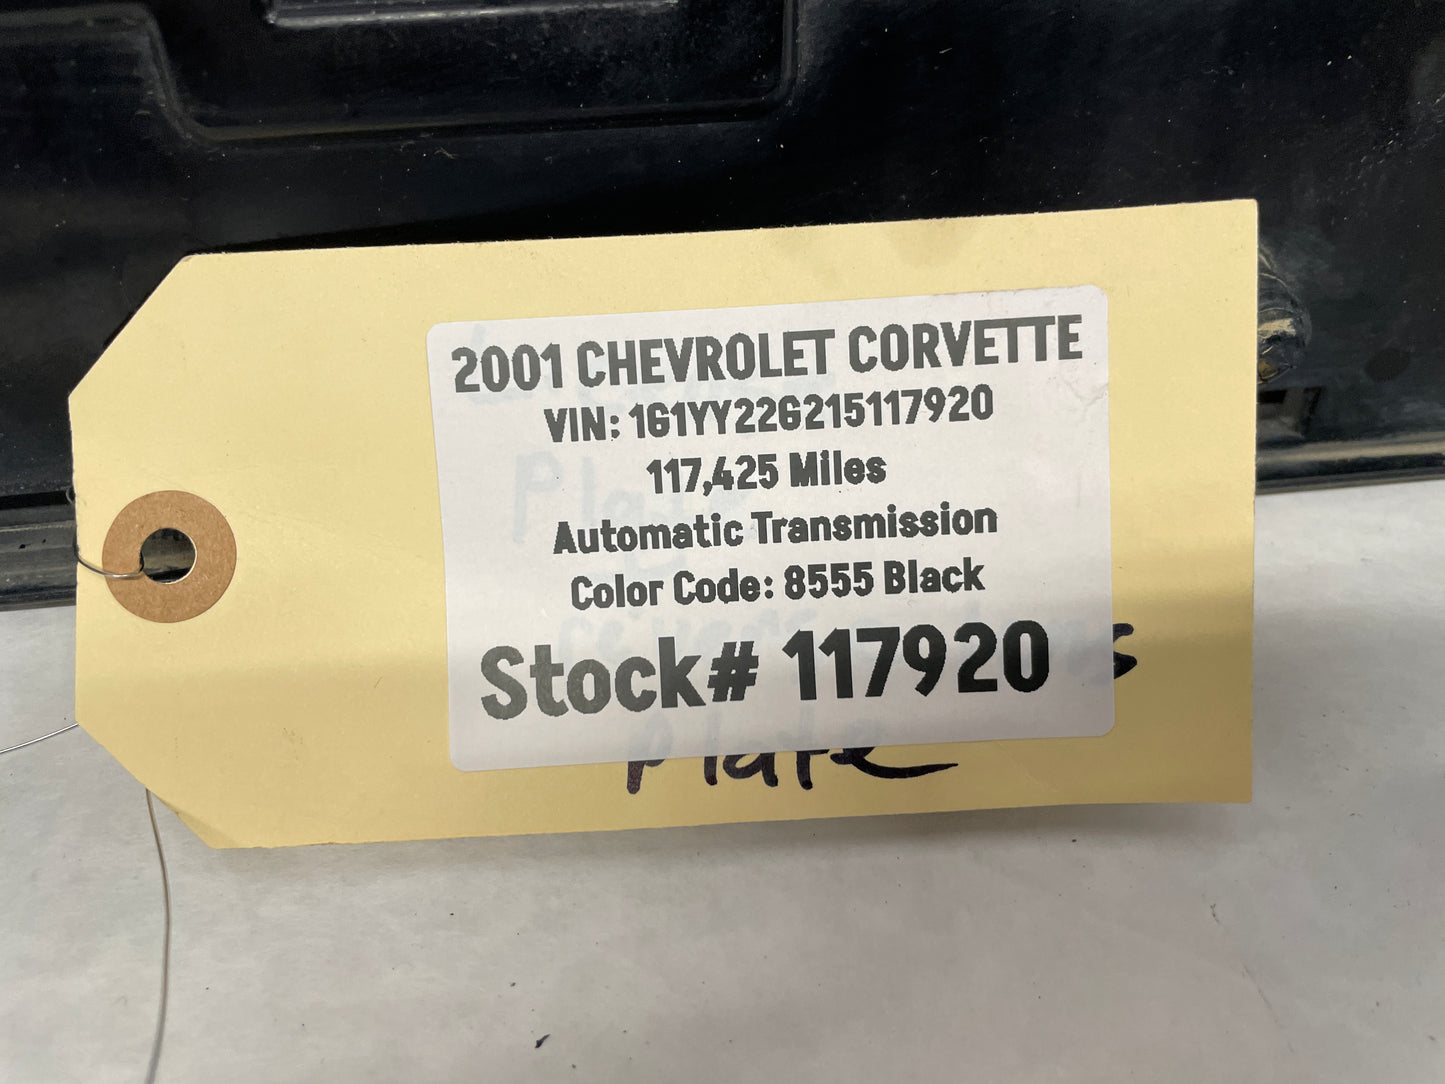 2001 CHEVROLET CORVETTE
VIN: 1G1YY22G215117920
117,425 Miles
Automatic Transmission
Color Code: 8555 Black
Stock# 117920
Plate